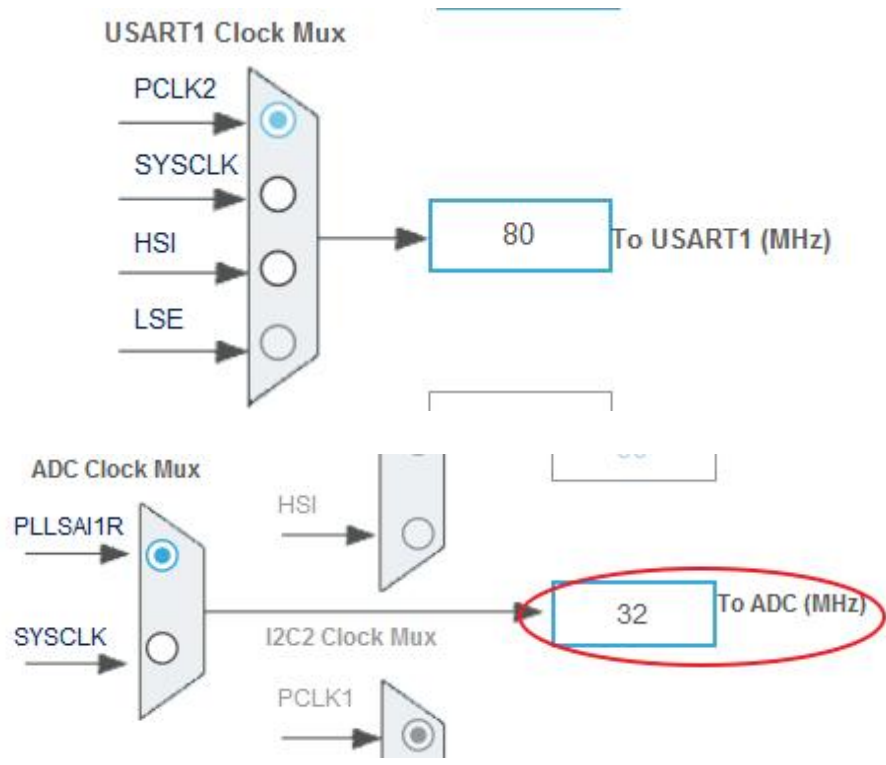 USART1 Clock Mux
PCLK2
SYSCLK
HSI
LSE
80
To USART1 (MHz)
ADC Clock Mux
PLLSAI1R
SYSCLK
HSI
32
To ADC (MHz)
I2C2 Clock Mux
PCLK1